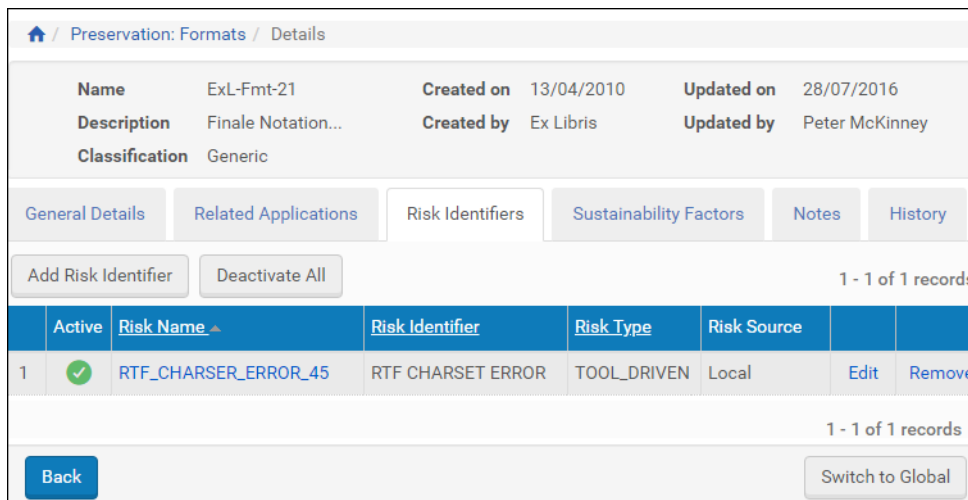 / Preservation: Formats / Details
Name ExL-Fmt-21 Created on 13/04/2010 Updated on 28/07/2016
Description Finale Notation... Created by Ex Libris Updated by Peter McKinney
Classification Generic
General Details Related Applications Risk Identifiers Sustainability Factors Notes History
Add Risk Identifier Deactivate All 1 - 1 of 1 records
Active Risk Name Risk Identifier Risk Type Risk Source
1 RTF_CHARSER_ERROR_45 RTF CHARSET ERROR TOOL_DRIVEN Local Edit Remove
1 - 1 of 1 records
Back Switch to Global